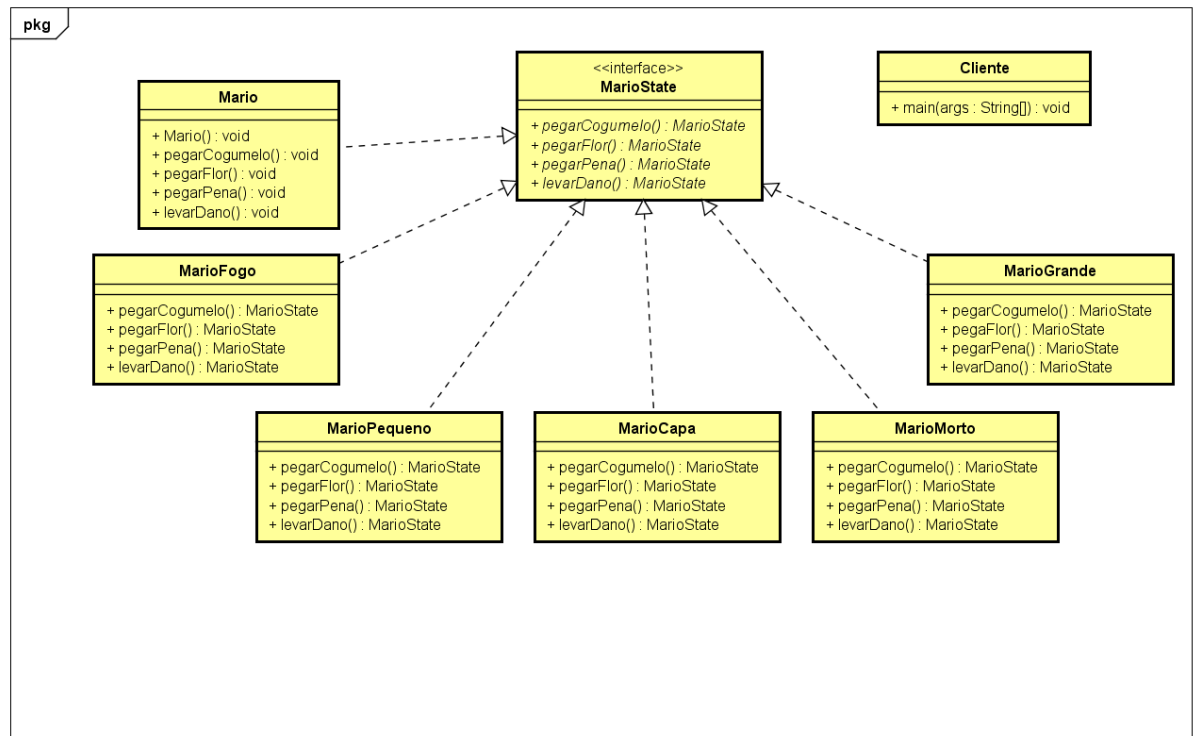 pkg
Mario
+ Mario() : void
+ pegarCogumelo() : void
+ pegarFlor() : void
+ pegarPena() : void
+ levarDano() : void
<<interface>>
MarioState
+ pegarCogumelo() : MarioState
+ pegarFlor() : MarioState
+ pegarPena() : MarioState
+ levarDano() : MarioState
Cliente
+ main(args : String[]) : void
MarioFogo
+ pegarCogumelo() : MarioState
+ pegarFlor() : MarioState
+ pegarPena() : MarioState
+ levarDano() : MarioState
MarioGrande
+ pegarCogumelo() : MarioState
+ pegaFlor() : MarioState
+ pegarPena() : MarioState
+ levarDano() : MarioState
MarioPequeno
+ pegarCogumelo() : MarioState
+ pegarFlor() : MarioState
+ pegarPena() : MarioState
+ levarDano() : MarioState
MarioCapa
+ pegarCogumelo() : MarioState
+ pegarFlor() : MarioState
+ pegarPena() : MarioState
+ levarDano() : MarioState
MarioMorto
+ pegarCogumelo() : MarioState
+ pegarFlor() : MarioState
+ pegarPena() : MarioState
+ levarDano() : MarioState